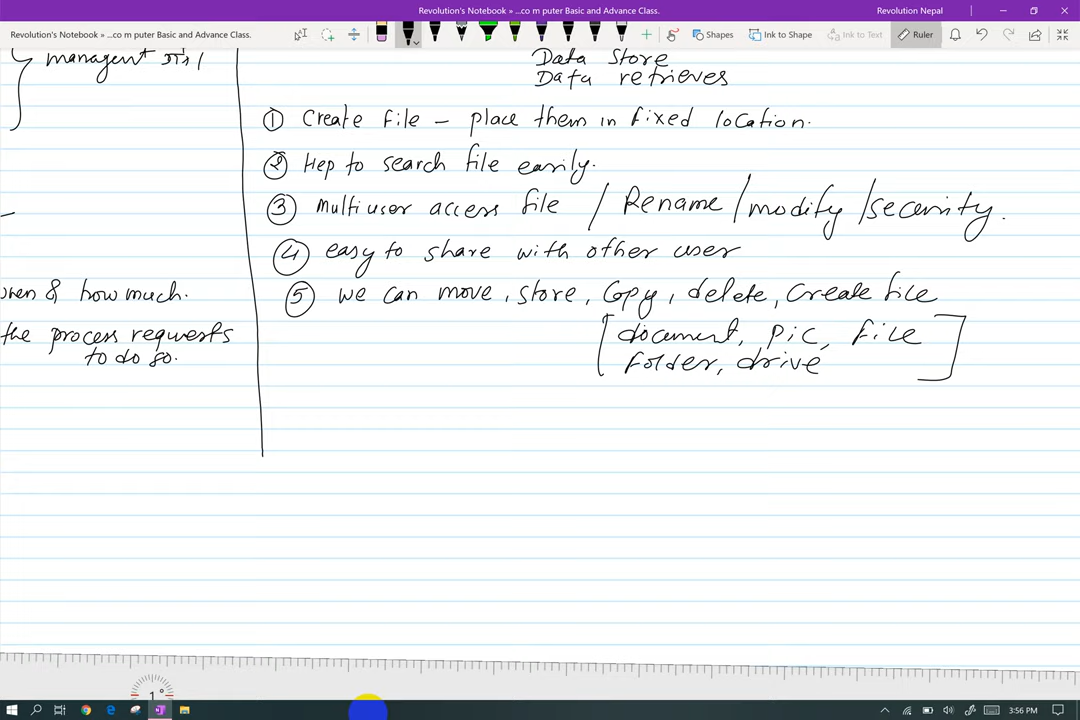 Revolution's Notebook » ...co m puter Basic and Advance Class.
Revolution Nepal
Revolution's Notebook » ...co m puter Basic and Advance Class.
Shapes
Ink to Shape
Ink to Text
Ruler
managent
Data Store
Data retrieves
① Create File - place them in fixed location.
② Hep to search file easily.
③ Multiuser access file / Rename / modify / security.
④ easy to share with other user
⑤ we can move, store, Copy, delete, Create file
[document, Pic, File
Folder, drive]
& how much.
the process requests
to do so.
1°
3:56 PM